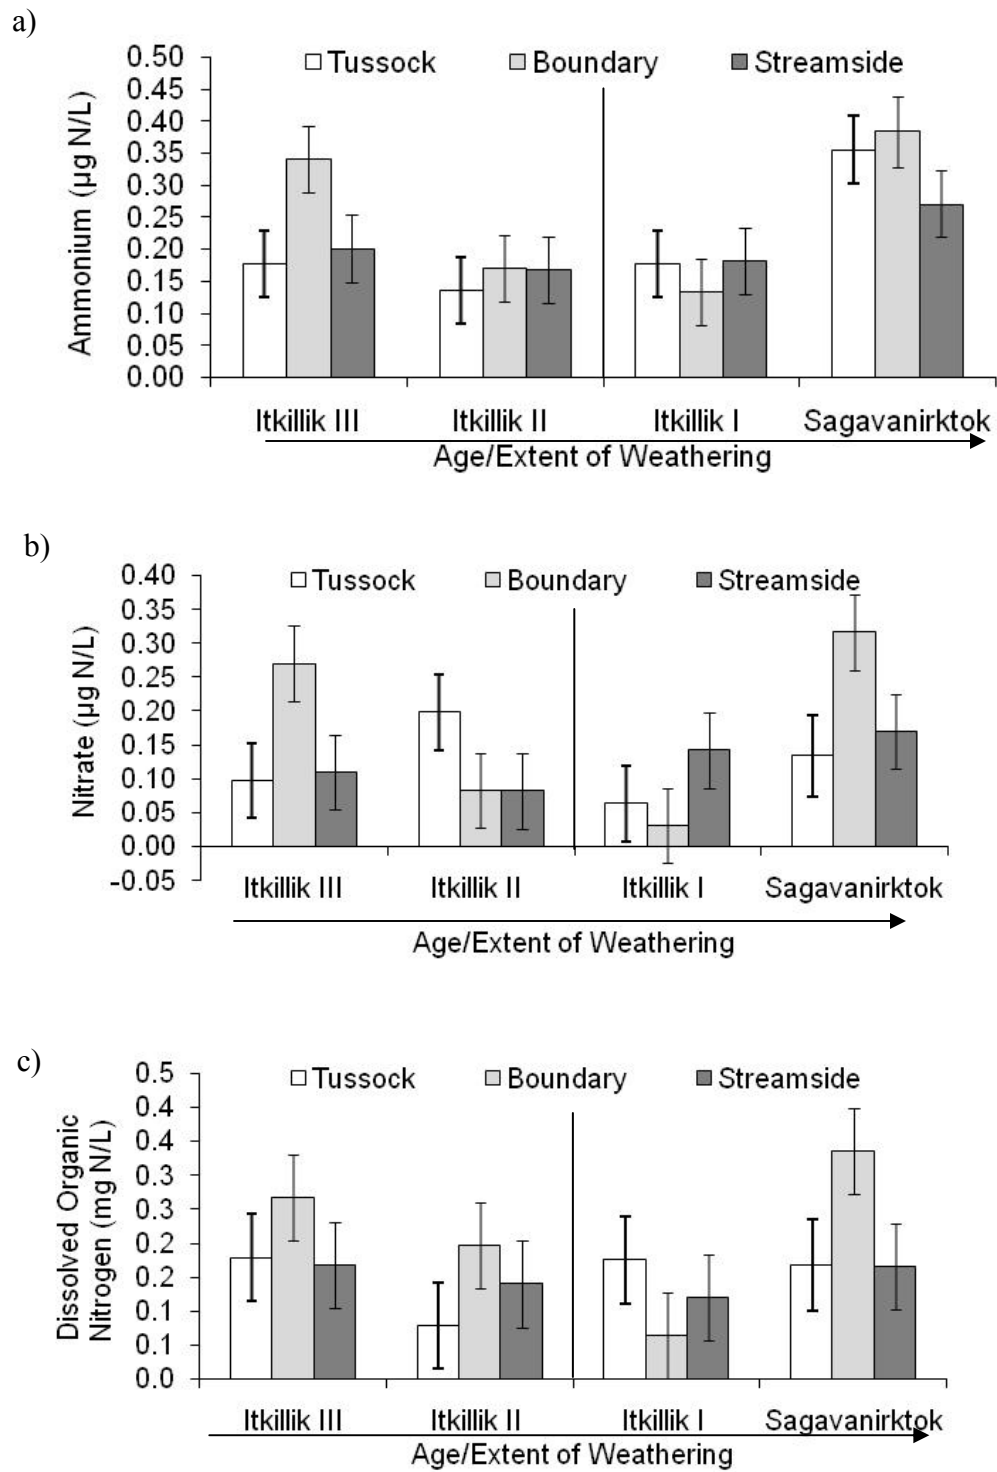 a)
Tussock Boundary Streamside
0.50
0.45
0.40
0.35
0.30
0.25
0.20
0.15
0.10
0.05
0.00
Ammonium (µg N/L)
Itkillik III Itkillik II Itkillik I Sagavanirktok
Age/Extent of Weathering
b)
Tussock Boundary Streamside
0.40
0.35
0.30
0.25
0.20
0.15
0.10
0.05
0.00
-0.05
Nitrate (µg N/L)
Itkillik III Itkillik II Itkillik I Sagavanirktok
Age/Extent of Weathering
c)
Tussock Boundary Streamside
0.5
0.4
0.4
0.3
0.3
0.2
0.2
0.1
0.1
0.0
Dissolved Organic
Nitrogen (mg N/L)
Itkillik III Itkillik II Itkillik I Sagavanirktok
Age/Extent of Weathering